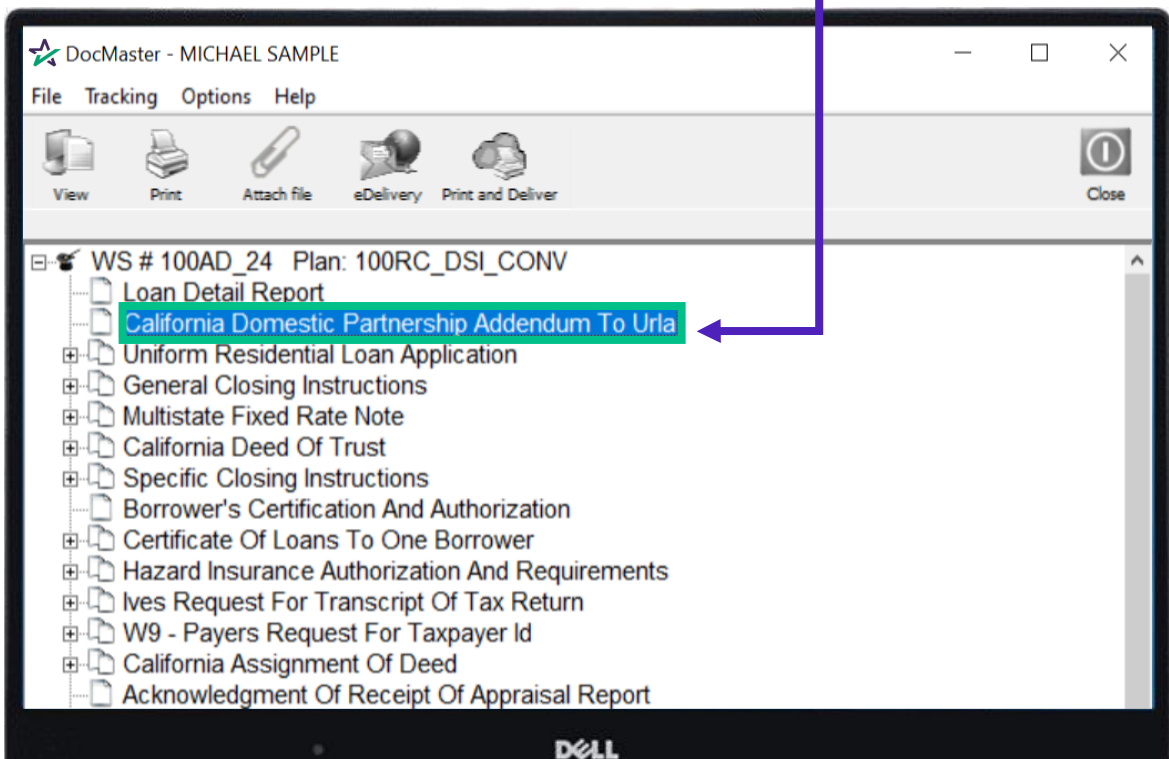 DocMaster - MICHAEL SAMPLE
File Tracking Options Help
View Print Attach file eDelivery Print and Deliver Close
WS # 100AD_24 Plan: 100RC_DSI_CONV
Loan Detail Report
California Domestic Partnership Addendum To Urla
Uniform Residential Loan Application
General Closing Instructions
Multistate Fixed Rate Note
California Deed Of Trust
Specific Closing Instructions
Borrower's Certification And Authorization
Certificate Of Loans To One Borrower
Hazard Insurance Authorization And Requirements
Ives Request For Transcript Of Tax Return
W9 - Payers Request For Taxpayer Id
California Assignment Of Deed
Acknowledgment Of Receipt Of Appraisal Report
DELL